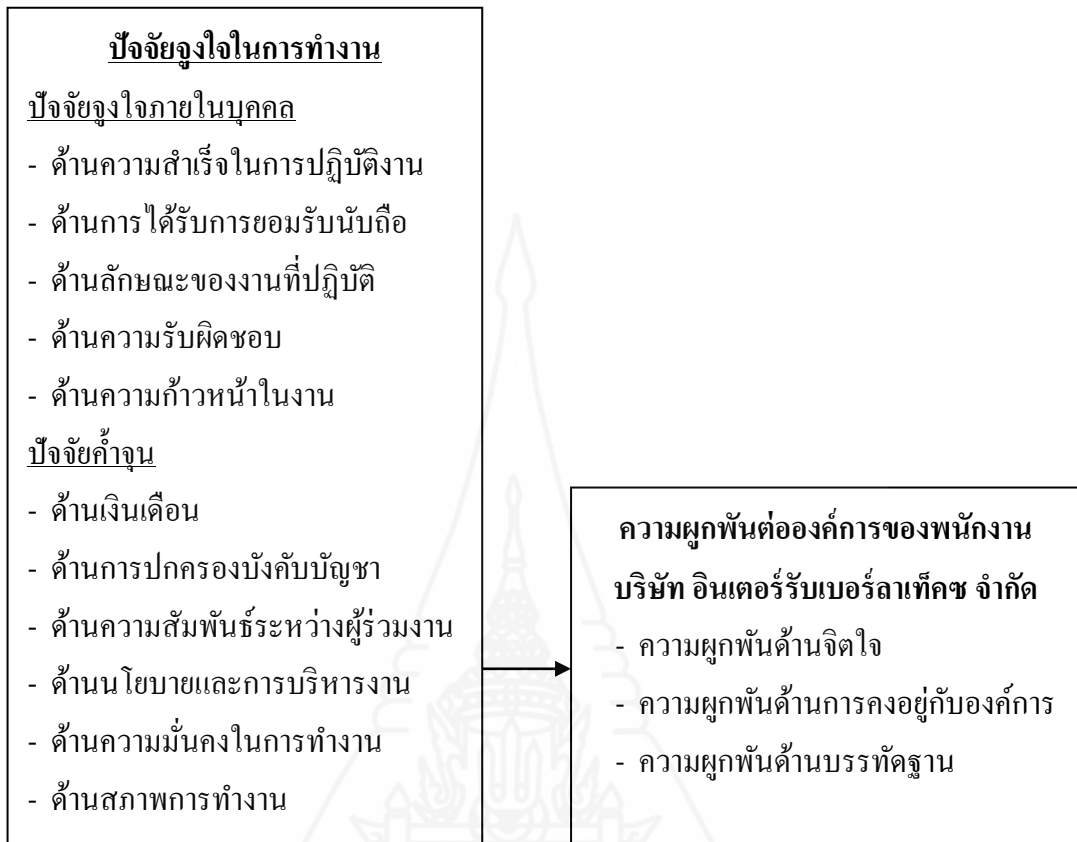 ปัจจัยจูงใจในการทำงาน
ปัจจัยจูงใจภายในบุคคล
- ด้านความสำเร็จในการปฏิบัติงาน
- ด้านการได้รับการยอมรับนับถือ
- ด้านลักษณะของงานที่ปฏิบัติ
- ด้านความรับผิดชอบ
- ด้านความก้าวหน้าในงาน
ปัจจัยค้ำจุน
- ด้านเงินเดือน
- ด้านการปกครองบังคับบัญชา
- ด้านความสัมพันธ์ระหว่างผู้ร่วมงาน
- ด้านนโยบายและการบริหารงาน
- ด้านความมั่นคงในการทำงาน
- ด้านสภาพการทำงาน
ความผูกพันต่อองค์การของพนักงาน
บริษัท อินเตอร์รับเบอร์ลาเท็คซ จำกัด
- ความผูกพันด้านจิตใจ
- ความผูกพันด้านการคงอยู่กับองค์การ
- ความผูกพันด้านบรรทัดฐาน